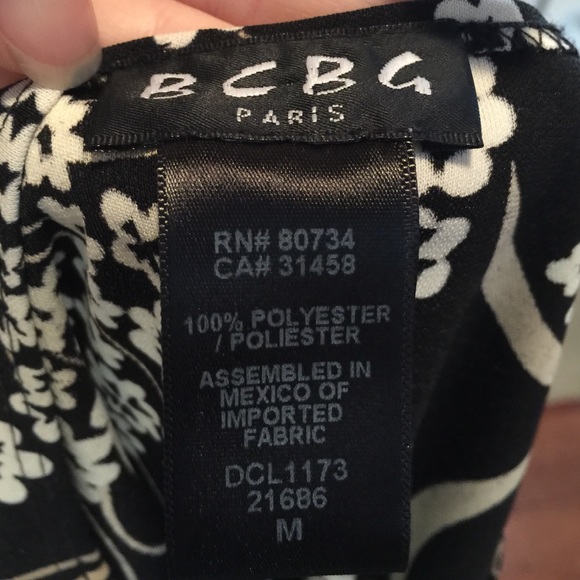 BCBG
PARIS
RN# 80734
CA# 31458
100% POLYESTER
/ POLIESTER
ASSEMBLED IN
MEXICO OF
IMPORTED
FABRIC
DCL1173
21686
M